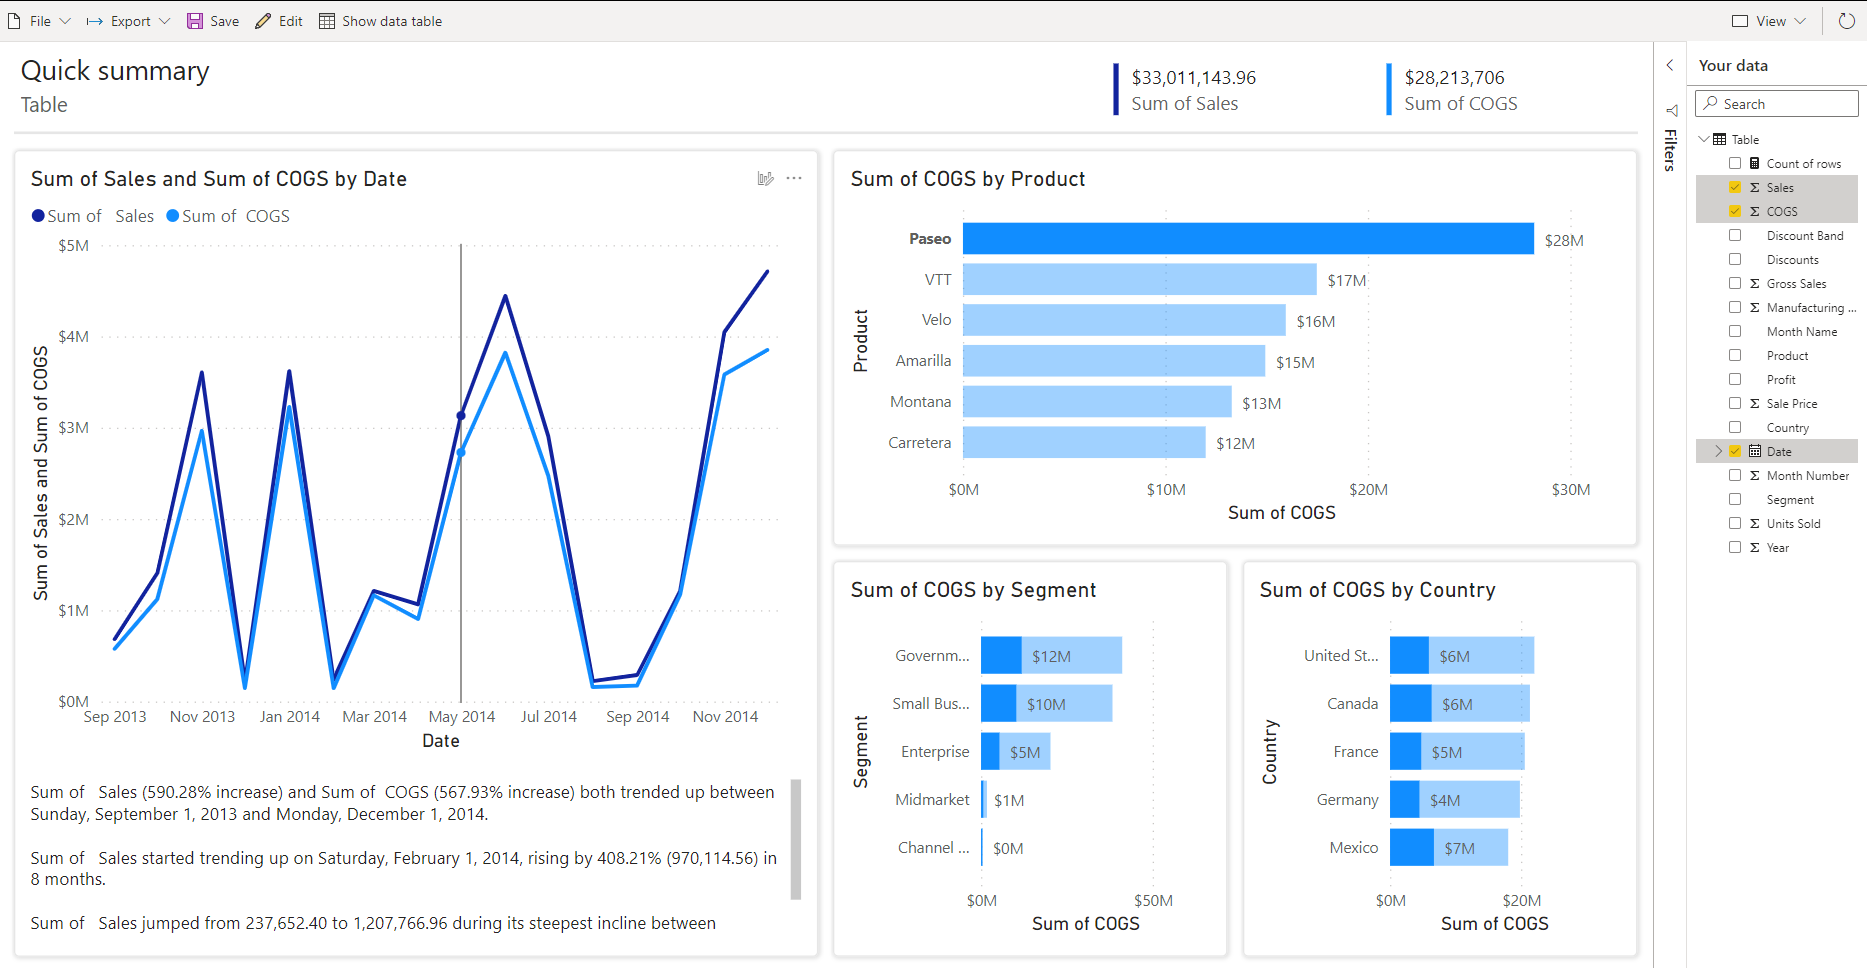 File Export Save Edit Show data table View
Quick summary
Table
$33,011,143.96
Sum of Sales
$28,213,706
Sum of COGS
Sum of Sales and Sum of COGS by Date
Sum of Sales Sum of COGS
Sum of Sales and Sum of COGS
$5M
$4M
$3M
$2M
$1M
$0M
Sep 2013 Nov 2013 Jan 2014 Mar 2014 May 2014 Jul 2014 Sep 2014 Nov 2014
Date
Sum of Sales (590.28% increase) and Sum of COGS (567.93% increase) both trended up between
Sunday, September 1, 2013 and Monday, December 1, 2014.
Sum of Sales started trending up on Saturday, February 1, 2014, rising by 408.21% (970,114.56) in
8 months.
Sum of Sales jumped from 237,652.40 to 1,207,766.96 during its steepest incline between
Sum of COGS by Product
Product
Paseo $28M
VTT $17M
Velo $16M
Amarilla $15M
Montana $13M
Carretera $12M
$0M $10M $20M $30M
Sum of COGS
Sum of COGS by Segment
Segment
Governm... $12M
Small Bus... $10M
Enterprise $5M
Midmarket $1M
Channel ... $0M
$0M $50M
Sum of COGS
Sum of COGS by Country
Country
United St... $6M
Canada $6M
France $5M
Germany $4M
Mexico $7M
$0M $20M
Sum of COGS
Filters
Your data
Search
Table
Count of rows
Σ Sales
Σ COGS
Discount Band
Discounts
Σ Gross Sales
Σ Manufacturing ...
Month Name
Product
Profit
Σ Sale Price
Country
Date
Σ Month Number
Segment
Σ Units Sold
Σ Year